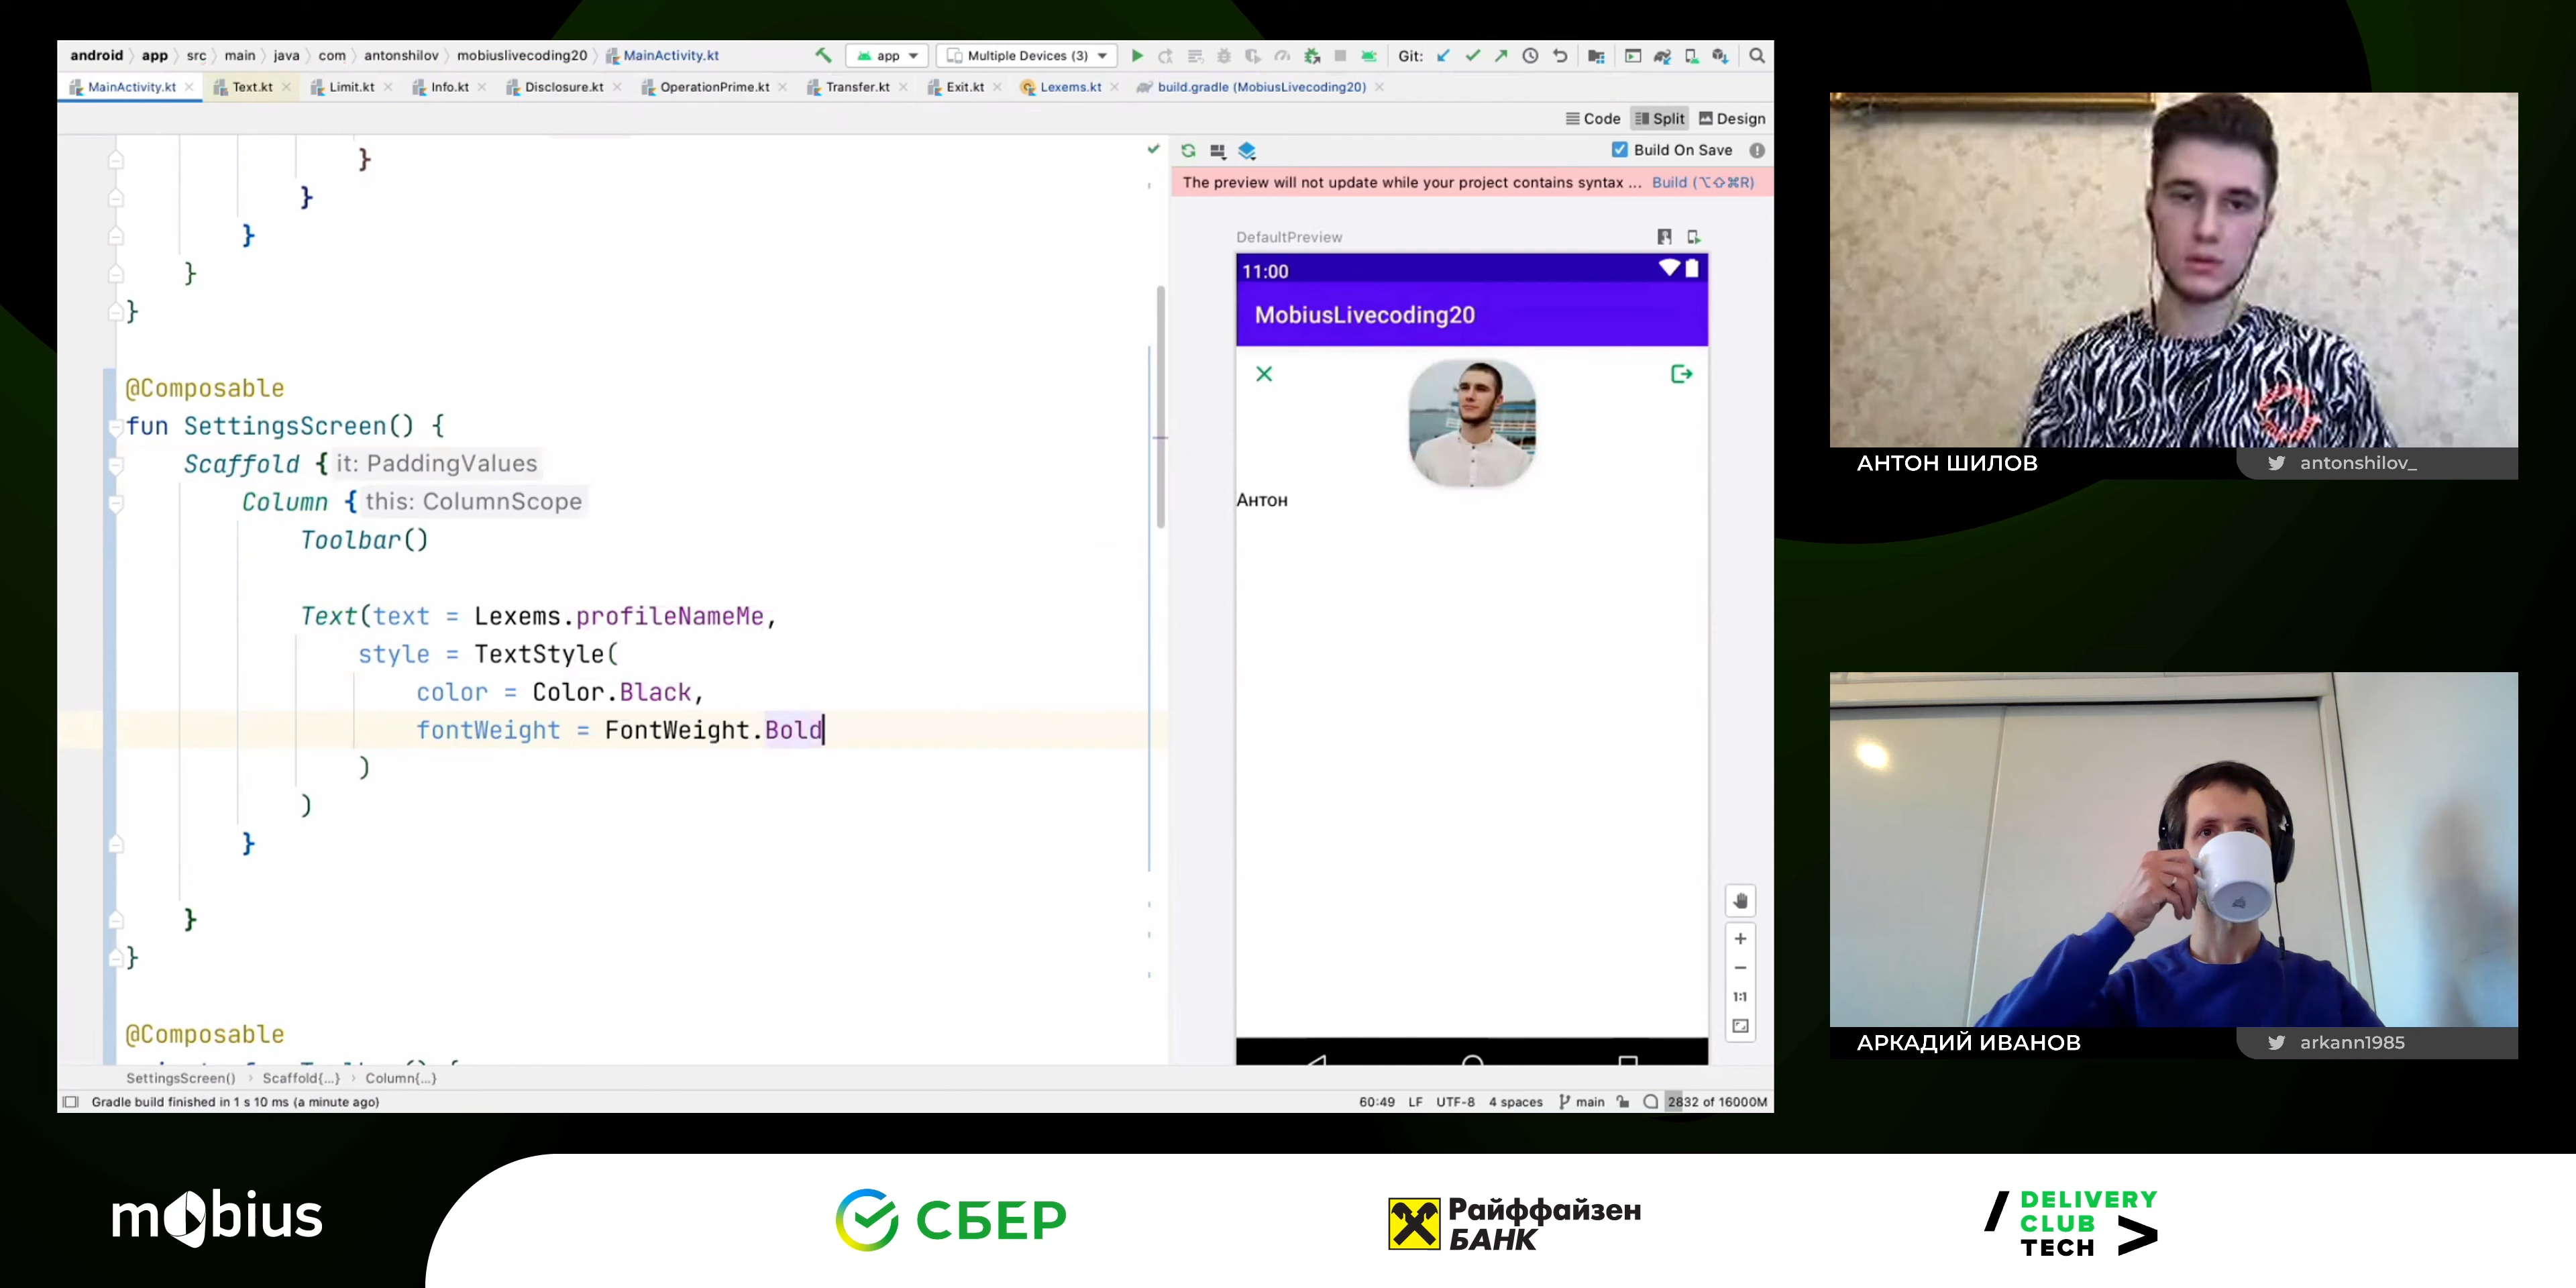 android app src main java com antonshilov mobiuslivecoding20 MainActivity.kt
app
Multiple Devices (3)
Git:
MainActivity.kt
Text.kt
Limit.kt
Info.kt
Disclosure.kt
OperationPrime.kt
Transfer.kt
Exit.kt
Lexems.kt
build.gradle (MobiusLivecoding20)
Code
Split
Design
}
}
}
}
}
@Composable
fun SettingsScreen() {
Scaffold { it: PaddingValues
Column { this: ColumnScope
Toolbar()
Text(text = Lexems.profileNameMe,
style = TextStyle(
color = Color.Black,
fontWeight = FontWeight.Bold
)
)
}
}
}
@Composable
SettingsScreen() Scaffold{...} Column{...}
Gradle build finished in 1 s 10 ms (a minute ago)
60:49 LF UTF-8 4 spaces main 2832 of 16000M
Build On Save
The preview will not update while your project contains syntax ... Build (⌥⇧⌘R)
DefaultPreview
11:00
MobiusLivecoding20
Антон
1:1
АНТОН ШИЛОВ
antonshilov_
АРКАДИЙ ИВАНОВ
arkann1985
mobius
СБЕР
Райффайзен
БАНК
DELIVERY
CLUB
TECH